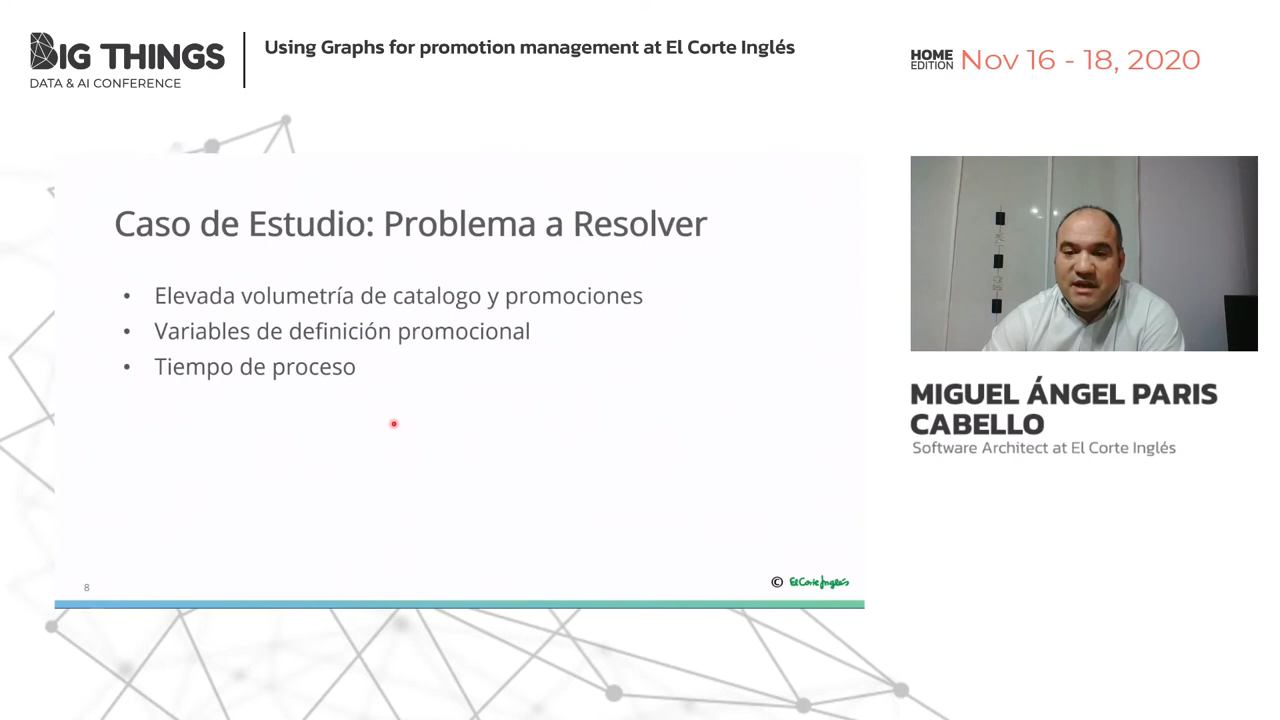 BIG THINGS
DATA & AI CONFERENCE
Using Graphs for promotion management at El Corte Inglés
HOME
EDITION
Nov 16 - 18, 2020
Caso de Estudio: Problema a Resolver
• Elevada volumetría de catalogo y promociones
• Variables de definición promocional
• Tiempo de proceso
8
© El Corte Inglés
MIGUEL ÁNGEL PARIS
CABELLO
Software Architect at El Corte Inglés